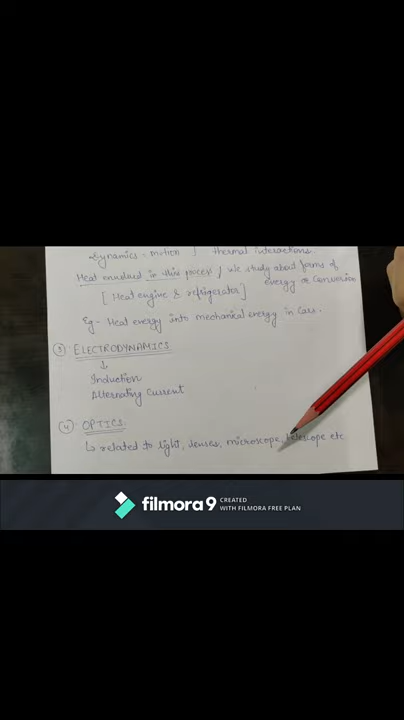 Dynamics = motion | thermal interactions.
Heat involved in this process / we study about forms of
energy or conversion
[Heat engine & refrigerator]
Eg - Heat energy into mechanical energy in Cars.
③ ELECTRODYNAMICS
↓
Induction
Alternating Current
④ OPTICS
↳ related to light, lenses, microscope, telescope etc
filmora9 CREATED
WITH FILMORA FREE PLAN